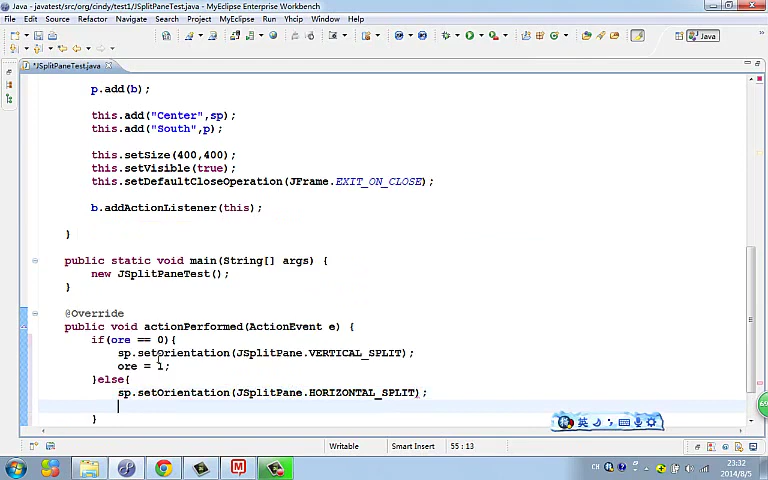 Java - javatest/src/org/cindy/test1/JSplitPaneTest.java - MyEclipse Enterprise Workbench
File Edit Source Refactor Navigate Search Project MyEclipse Run Yhcip Window Help
Java
*JSplitPaneTest.java
p.add(b);
this.add("Center",sp);
this.add("South",p);
this.setSize(400,400);
this.setVisible(true);
this.setDefaultCloseOperation(JFrame.EXIT_ON_CLOSE);
b.addActionListener(this);
}
public static void main(String[] args) {
new JSplitPaneTest();
}
@Override
public void actionPerformed(ActionEvent e) {
if(ore == 0){
sp.setOrientation(JSplitPane.VERTICAL_SPLIT);
ore = 1;
}else{
sp.setOrientation(JSplitPane.HORIZONTAL_SPLIT);
}
英
Writable Smart Insert 55 : 13
CH 23:32
2014/8/5